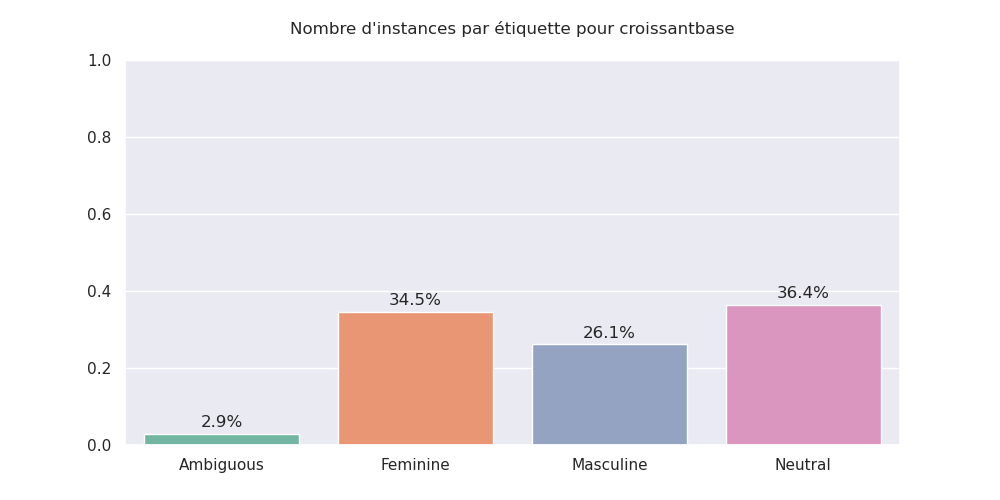 Nombre d'instances par étiquette pour croissantbase
1.0
0.8
0.6
0.4
0.2
0.0
2.9%
34.5%
26.1%
36.4%
Ambiguous
Feminine
Masculine
Neutral